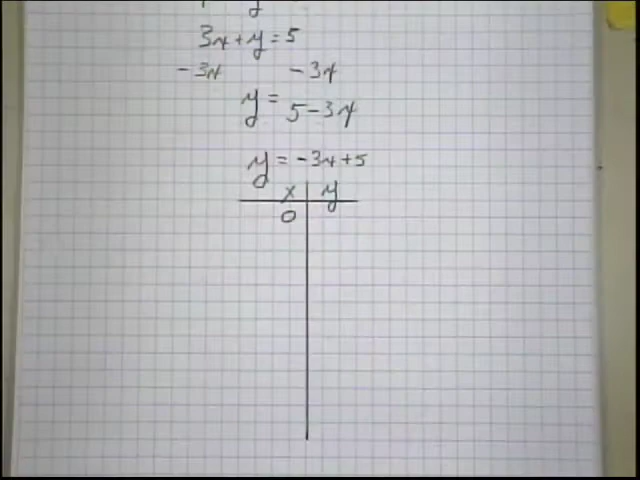 3x+y=5
-3x -3x
y= 5-3x
y=-3x+5
x y
0